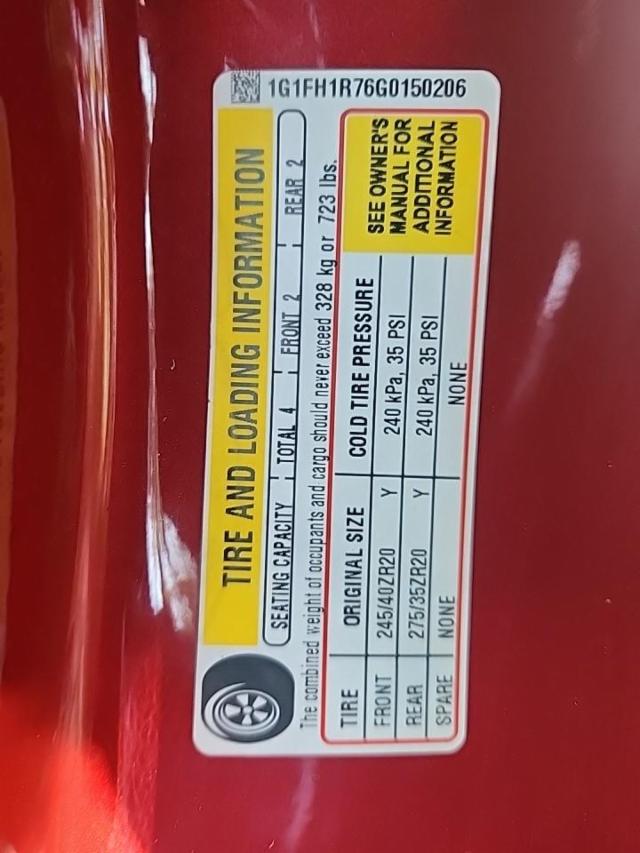 1G1FH1R76G0150206
TIRE AND LOADING INFORMATION
SEATING CAPACITY TOTAL 4 FRONT 2 REAR 2
The combined weight of occupants and cargo should never exceed 328 kg or 723 lbs.
TIRE ORIGINAL SIZE COLD TIRE PRESSURE
FRONT 245/40ZR20 Y 240 kPa, 35 PSI
REAR 275/35ZR20 Y 240 kPa, 35 PSI
SPARE NONE NONE
SEE OWNER'S
MANUAL FOR
ADDITIONAL
INFORMATION